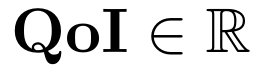 QoI ∈ ℝ